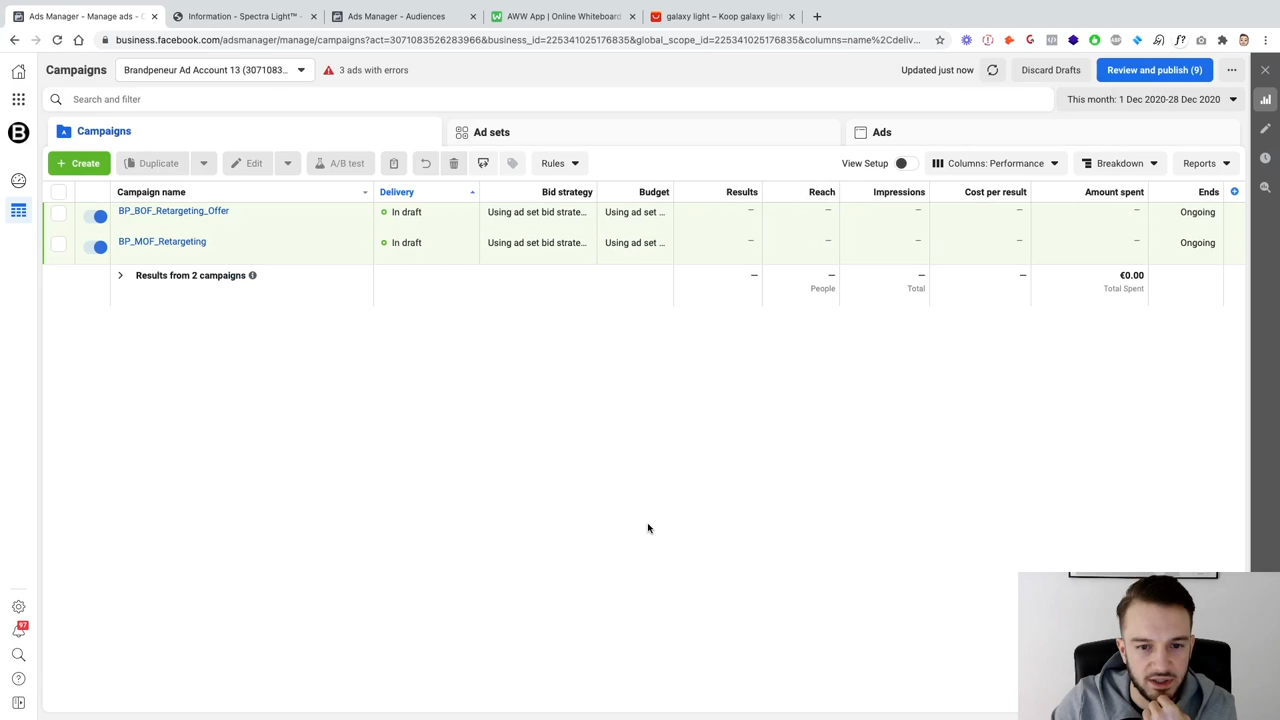 Ads Manager - Manage ads - C
Information - Spectra Light™ -
Ads Manager - Audiences
AWW App | Online Whiteboard
galaxy light – Koop galaxy light
business.facebook.com/adsmanager/manage/campaigns?act=3071083526283966&business_id=225341025176835&global_scope_id=225341025176835&columns=name%2Cdeliv...
Campaigns
Brandpeneur Ad Account 13 (3071083...
3 ads with errors
Updated just now
Discard Drafts
Review and publish (9)
Search and filter
This month: 1 Dec 2020-28 Dec 2020
Campaigns
Ad sets
Ads
+ Create
Duplicate
Edit
A/B test
Rules
View Setup
Columns: Performance
Breakdown
Reports
Campaign name
Delivery
Bid strategy
Budget
Results
Reach
Impressions
Cost per result
Amount spent
Ends
BP_BOF_Retargeting_Offer
In draft
Using ad set bid strate...
Using ad set ...
–
–
–
–
–
Ongoing
BP_MOF_Retargeting
In draft
Using ad set bid strate...
Using ad set ...
–
–
–
–
–
Ongoing
Results from 2 campaigns
–
–
–
–
€0.00
People
Total
Total Spent
97